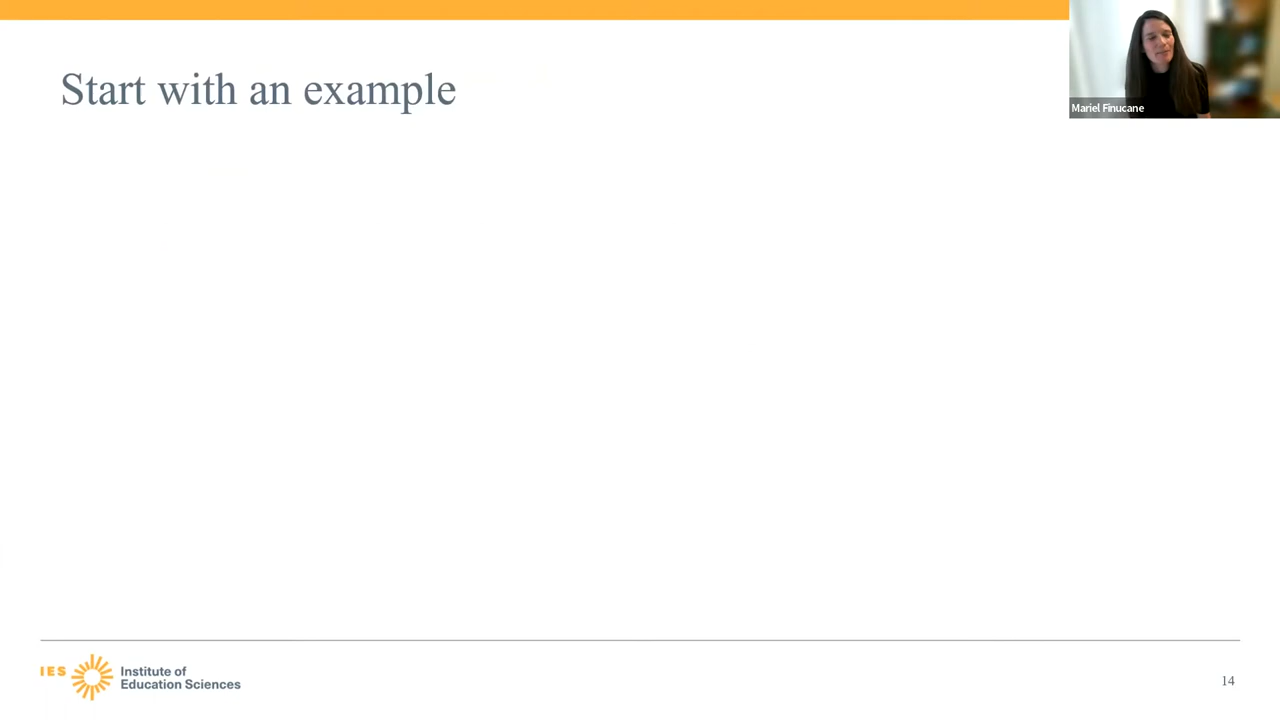 Start with an example
Mariel Finucane
IES
Institute of
Education Sciences
14